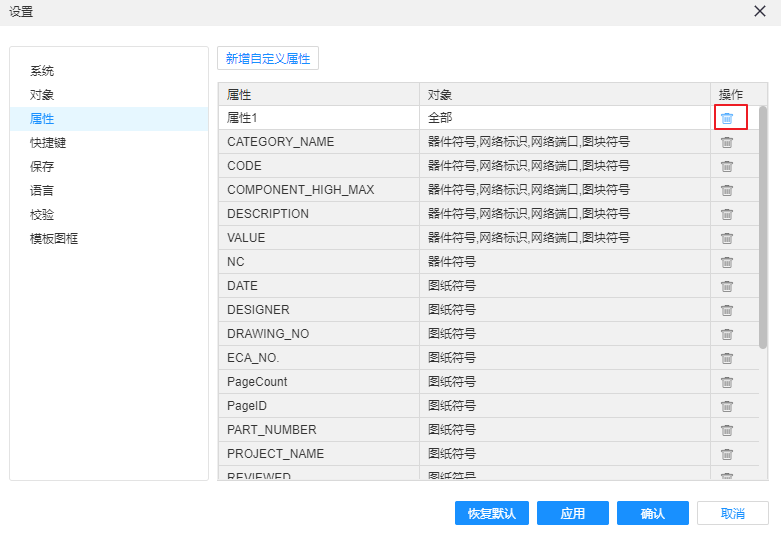 设置
系统
对象
属性
快捷键
保存
语言
校验
模板图框
新增自定义属性
属性 对象 操作
属性1 全部
CATEGORY_NAME 器件符号,网络标识,网络端口,图块符号
CODE 器件符号,网络标识,网络端口,图块符号
COMPONENT_HIGH_MAX 器件符号,网络标识,网络端口,图块符号
DESCRIPTION 器件符号,网络标识,网络端口,图块符号
VALUE 器件符号,网络标识,网络端口,图块符号
NC 器件符号
DATE 图纸符号
DESIGNER 图纸符号
DRAWING_NO 图纸符号
ECA_NO. 图纸符号
PageCount 图纸符号
PageID 图纸符号
PART_NUMBER 图纸符号
PROJECT_NAME 图纸符号
REVIEWED 图纸符号
恢复默认 应用 确认 取消